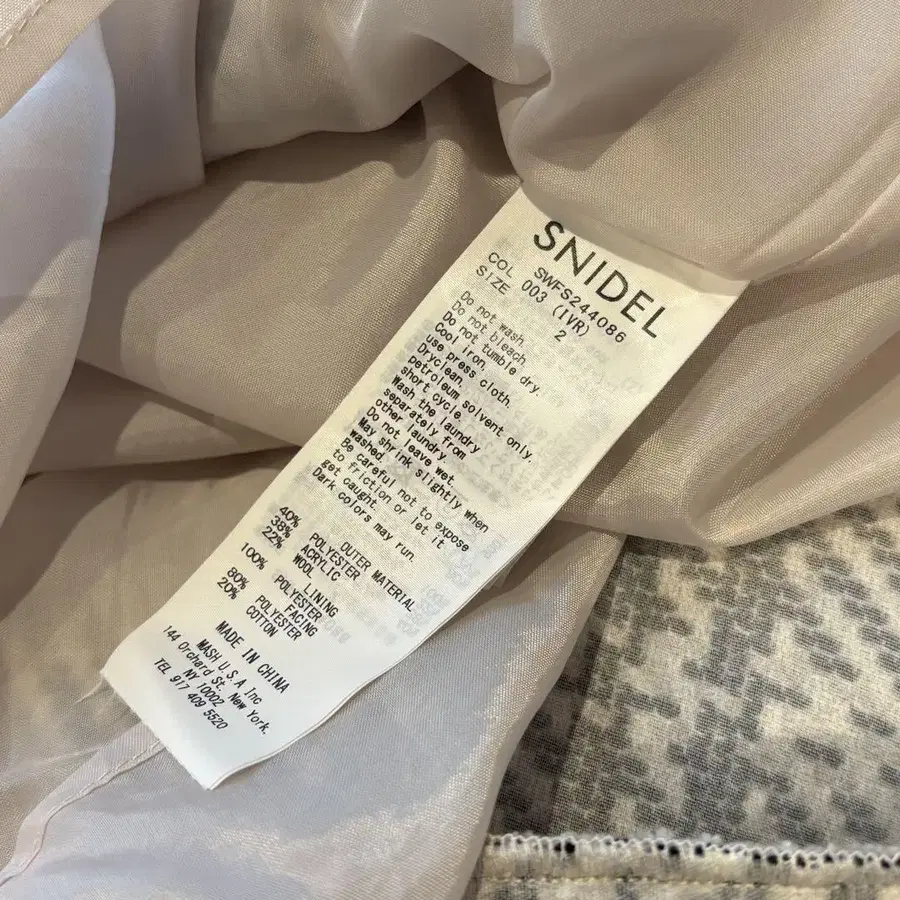 SNIDEL
SWFS244086
COL 003 (IVR)
SIZE 2
Do not wash.
Do not bleach.
Do not tumble dry.
Cool iron.
use press cloth.
Dryclean.
petroleum solvent only.
short cycle.
Wash the laundry
separately from
other laundry.
Do not leave wet.
May shrink slightly when
washed.
Be careful not to expose
to friction or let it
get caught.
Dark colors may run.
OUTER MATERIAL
40% POLYESTER
38% ACRYLIC
22% WOOL
LINING
100% POLYESTER
FACING
80% POLYESTER
20% COTTON
MADE IN CHINA
MASH U.S.A Inc
144 Orchard St, New York,
NY 10002
TEL 917 409 5520